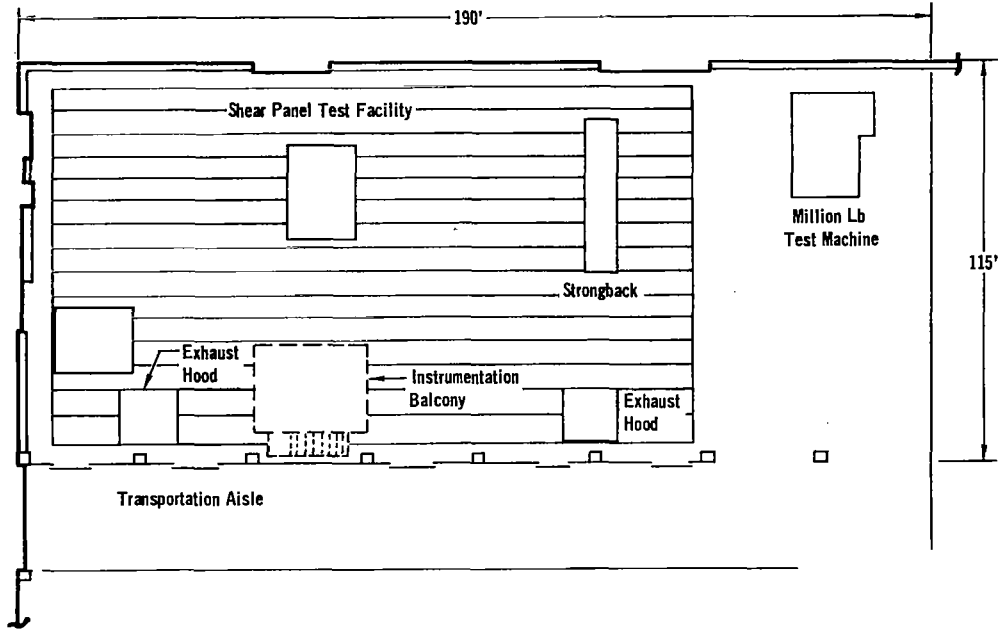 190'
Shear Panel Test Facility
Million Lb
Test Machine
115'
Strongback
Exhaust
Hood
Instrumentation
Balcony
Exhaust
Hood
Transportation Aisle